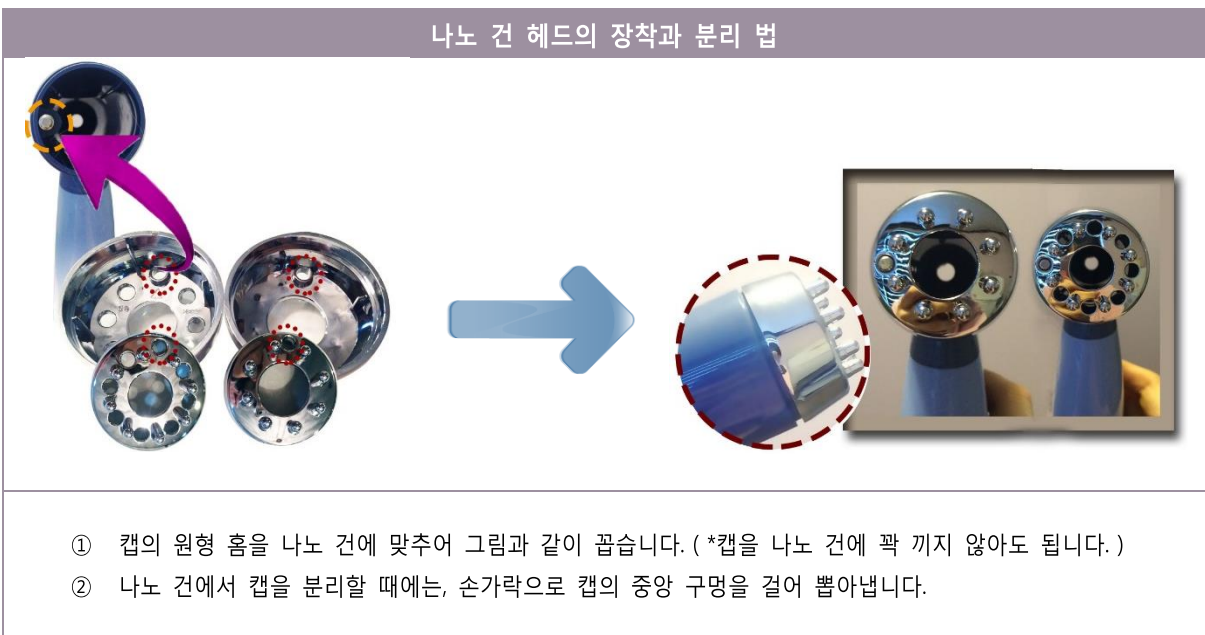 나노 건 헤드의 장착과 분리 법
① 캡의 원형 홈을 나노 건에 맞추어 그림과 같이 꼽습니다. ( *캡을 나노 건에 꽉 끼지 않아도 됩니다. )
② 나노 건에서 캡을 분리할 때에는, 손가락으로 캡의 중앙 구멍을 걸어 뽑아냅니다.